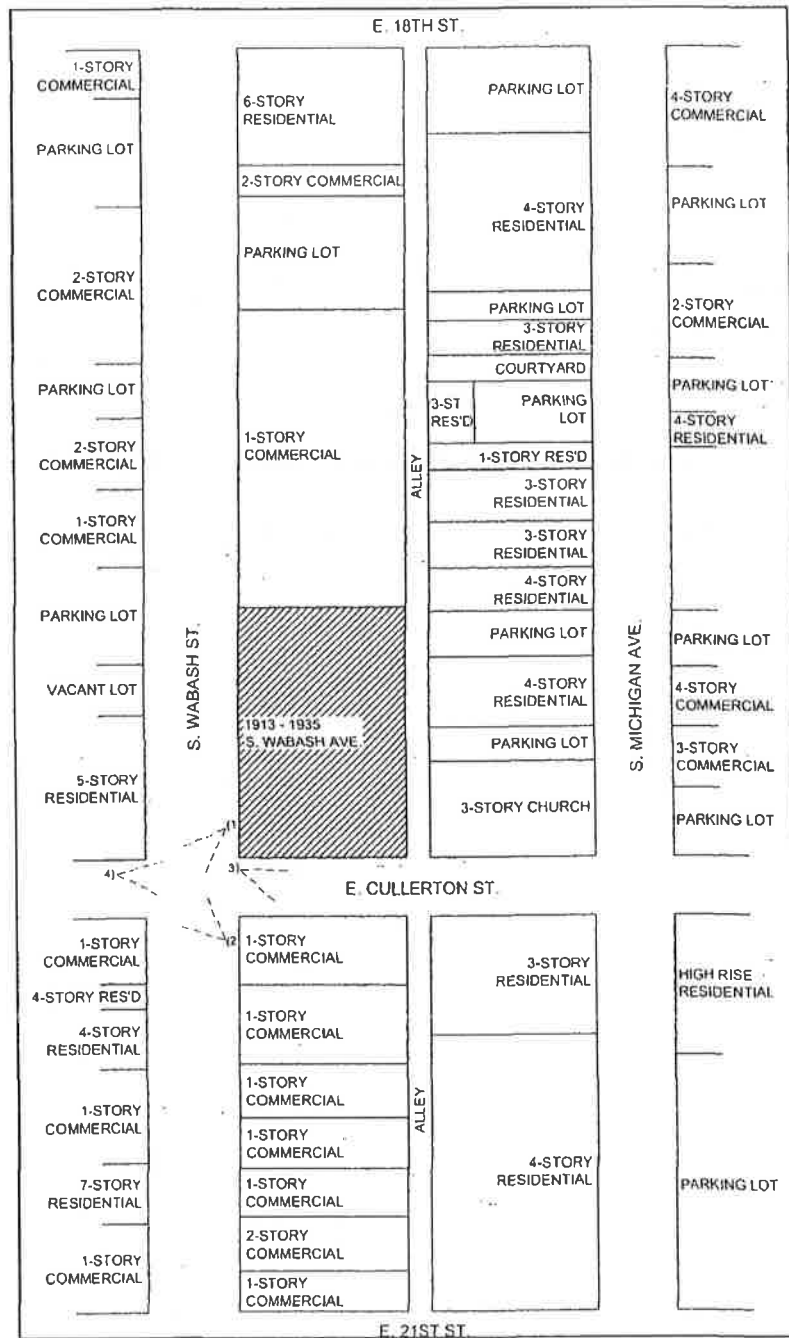 E. 18TH ST.
1-STORY
COMMERCIAL
PARKING LOT
2-STORY
COMMERCIAL
PARKING LOT
2-STORY
COMMERCIAL
1-STORY
COMMERCIAL
PARKING LOT
VACANT LOT
5-STORY
RESIDENTIAL
S. WABASH ST.
6-STORY
RESIDENTIAL
2-STORY COMMERCIAL
PARKING LOT
1-STORY
COMMERCIAL
1913 - 1935
S. WABASH AVE.
ALLEY
PARKING LOT
4-STORY
RESIDENTIAL
PARKING LOT
3-STORY
RESIDENTIAL
COURTYARD
3-ST
RES'D
PARKING
LOT
1-STORY RES'D
3-STORY
RESIDENTIAL
3-STORY
RESIDENTIAL
4-STORY
RESIDENTIAL
PARKING LOT
4-STORY
RESIDENTIAL
PARKING LOT
3-STORY CHURCH
S. MICHIGAN AVE.
4-STORY
COMMERCIAL
PARKING LOT
2-STORY
COMMERCIAL
PARKING LOT
4-STORY
RESIDENTIAL
PARKING LOT
4-STORY
COMMERCIAL
3-STORY
COMMERCIAL
PARKING LOT
(1
4)
3)
(2
E. CULLERTON ST.
1-STORY
COMMERCIAL
4-STORY RES'D
4-STORY
RESIDENTIAL
1-STORY
COMMERCIAL
7-STORY
RESIDENTIAL
1-STORY
COMMERCIAL
1-STORY
COMMERCIAL
1-STORY
COMMERCIAL
1-STORY
COMMERCIAL
1-STORY
COMMERCIAL
1-STORY
COMMERCIAL
2-STORY
COMMERCIAL
1-STORY
COMMERCIAL
ALLEY
3-STORY
RESIDENTIAL
4-STORY
RESIDENTIAL
HIGH RISE
RESIDENTIAL
PARKING LOT
E. 21ST ST.